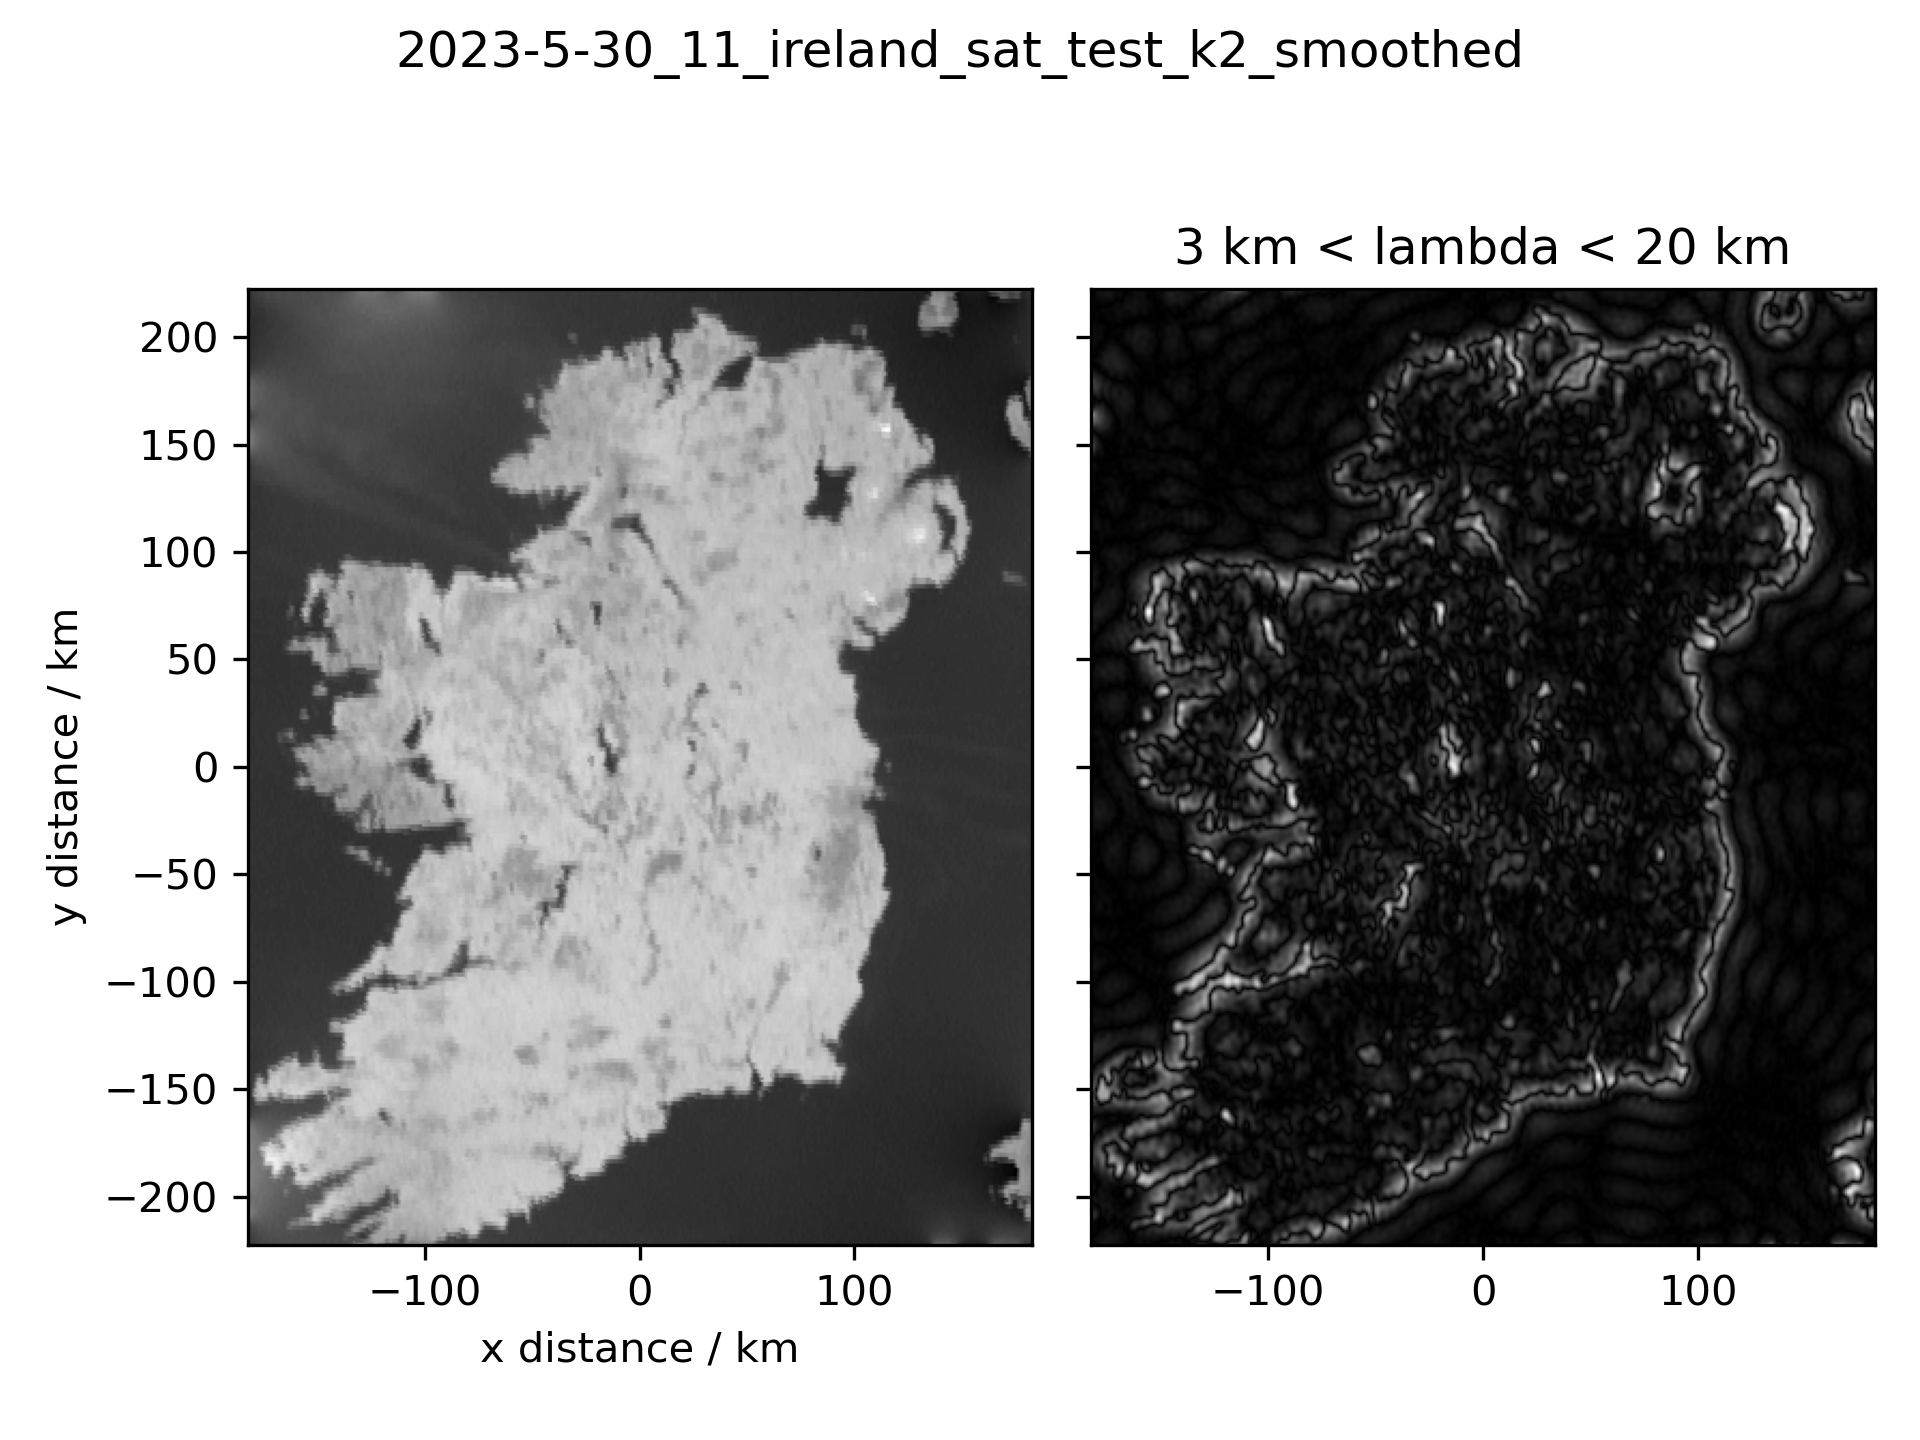 2023-5-30_11_ireland_sat_test_k2_smoothed
3 km < lambda < 20 km
200
150
100
50
0
−50
−100
−150
−200
y distance / km
−100 0 100
x distance / km
−100 0 100